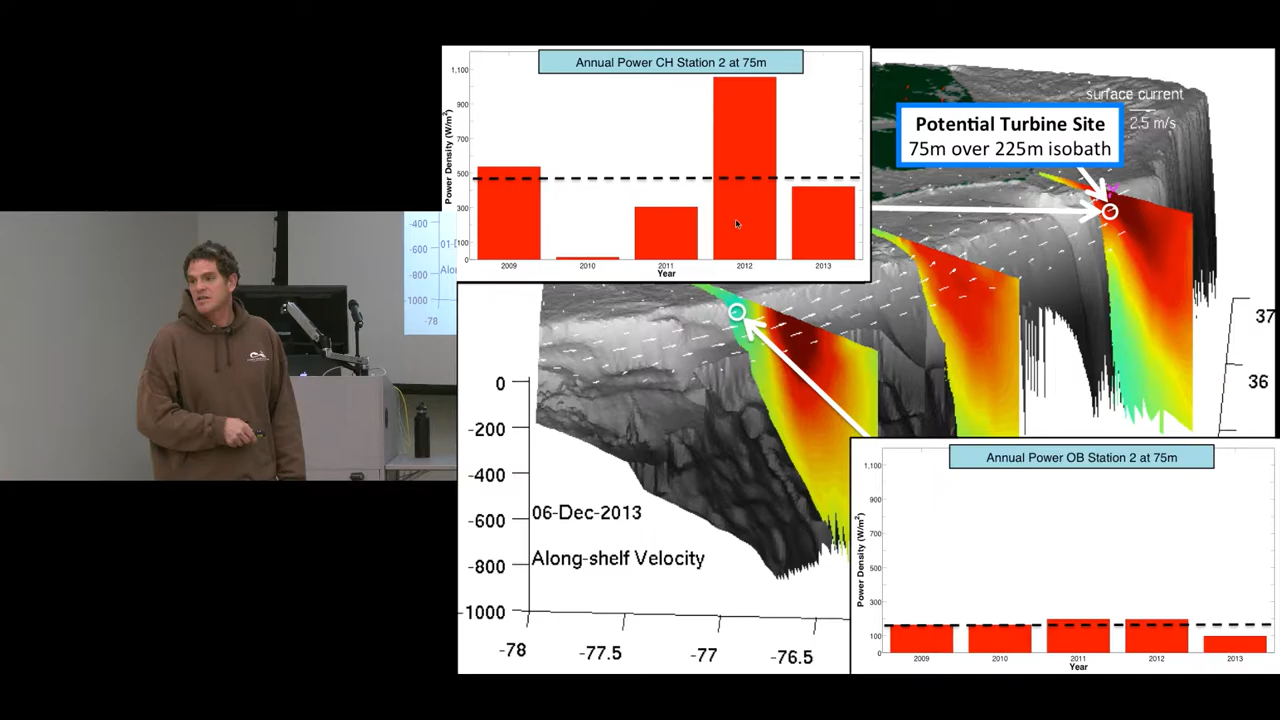 Annual Power CH Station 2 at 75m
1,100
900
700
500
300
100
0
Power Density (W/m²)
2009
2010
2011
2012
2013
Year
surface current
2.5 m/s
Potential Turbine Site
75m over 225m isobath
37
36
-400
-600
-800
-1000
-78
01-D
Along
0
-200
-400
-600
-800
-1000
06-Dec-2013
Along-shelf Velocity
-78
-77.5
-77
-76.5
Annual Power OB Station 2 at 75m
1,100
900
700
500
300
100
0
Power Density (W/m²)
2009
2010
2011
2012
2013
Year